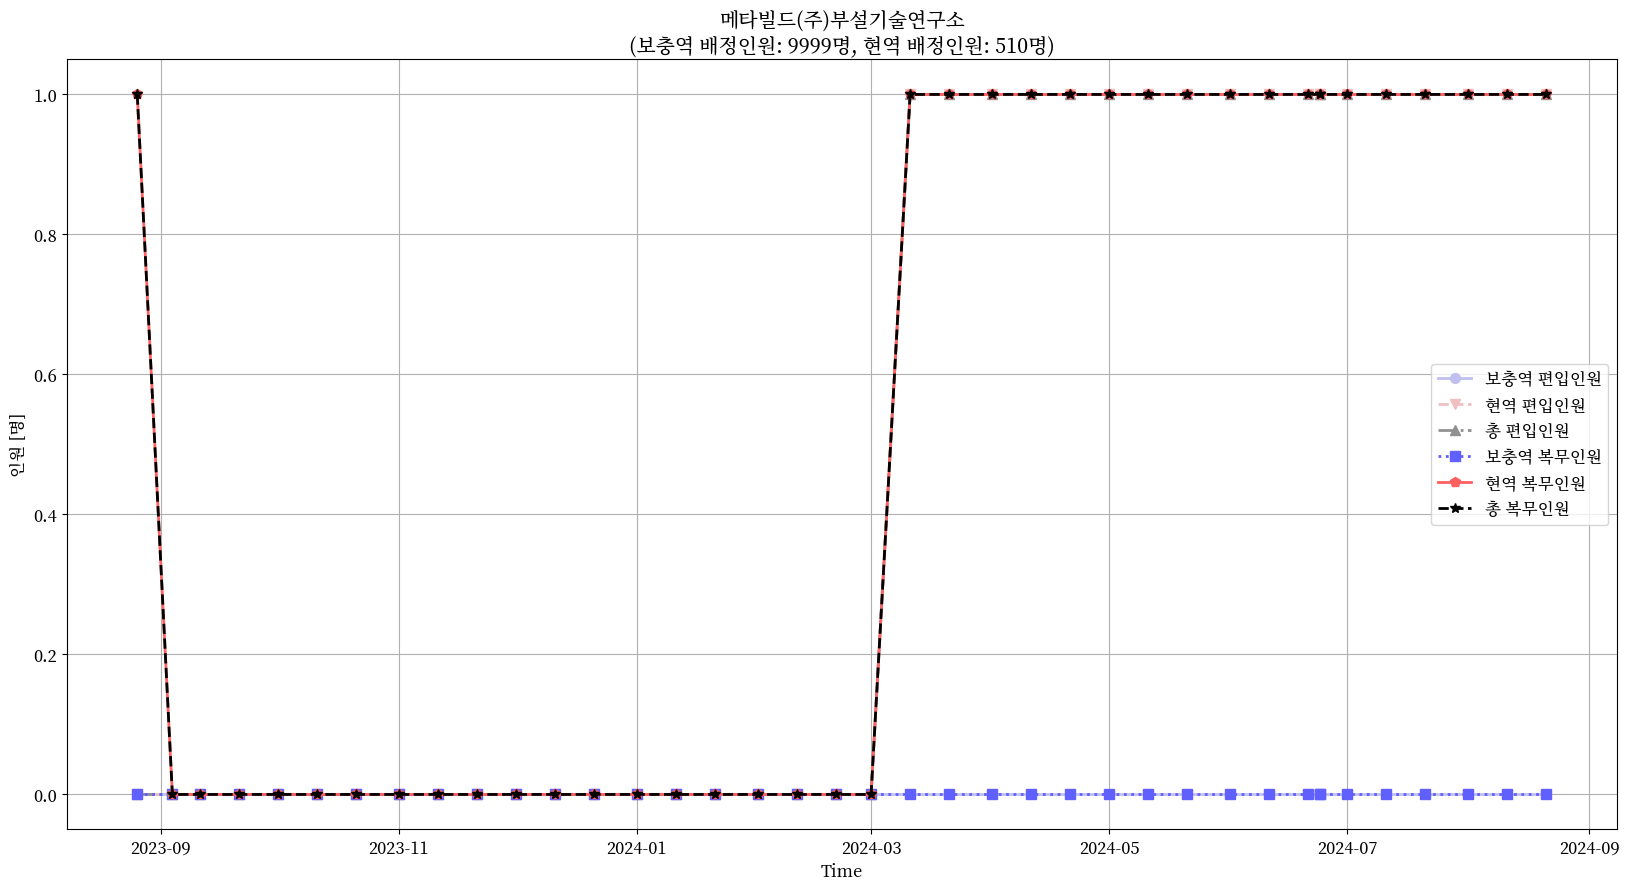 메타빌드(주)부설기술연구소
(보충역 배정인원: 9999명, 현역 배정인원: 510명)
인원 [명]
1.0
0.8
0.6
0.4
0.2
0.0
보충역 편입인원
현역 편입인원
총 편입인원
보충역 복무인원
현역 복무인원
총 복무인원
2023-09
2023-11
2024-01
2024-03
2024-05
2024-07
2024-09
Time